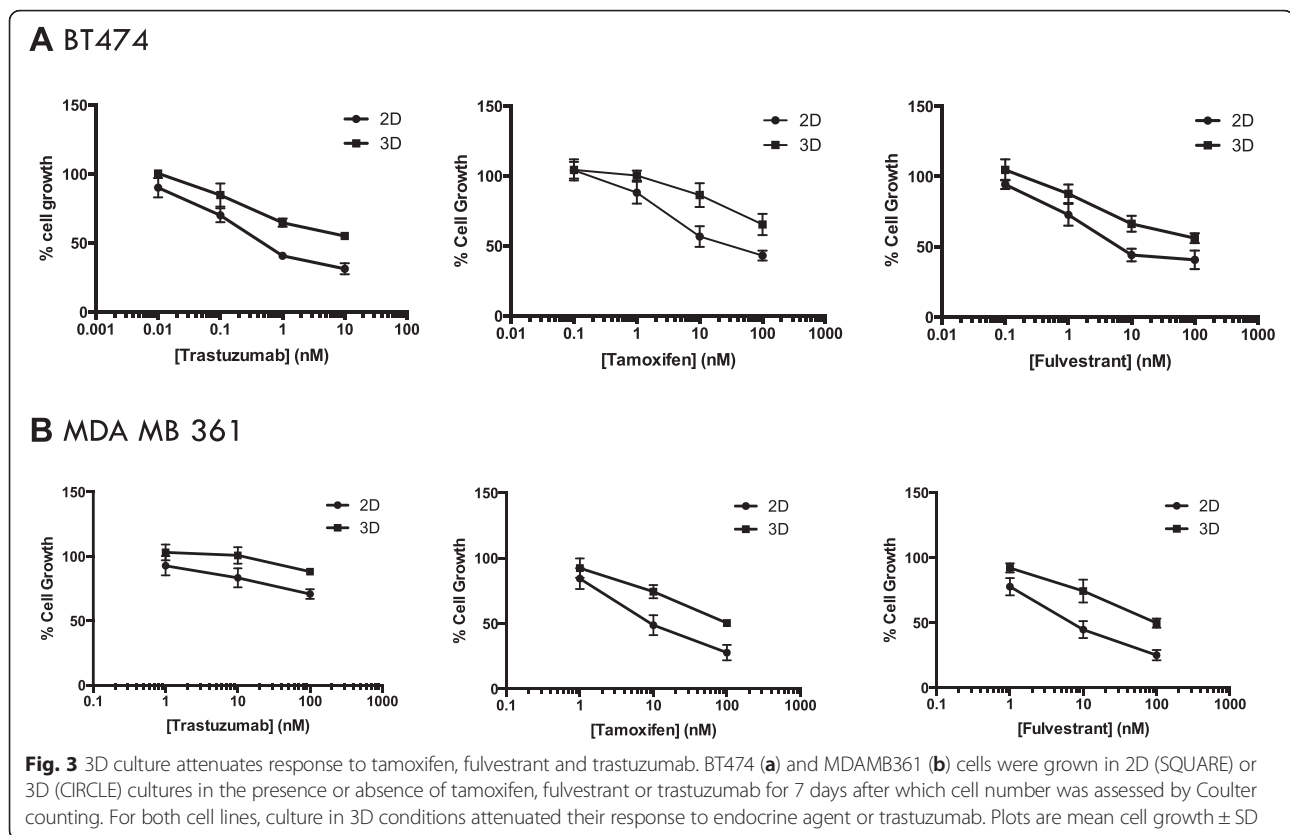 A BT474
150
100
50
0
% cell growth
2D
3D
0.001 0.01 0.1 1 10 100
[Trastuzumab] (nM)
150
100
50
0
% Cell Growth
2D
3D
0.01 0.1 1 10 100 1000
[Tamoxifen] (nM)
150
100
50
0
% Cell Growth
2D
3D
0.01 0.1 1 10 100 1000
[Fulvestrant] (nM)
B MDA MB 361
150
100
50
0
% Cell Growth
2D
3D
0.1 1 10 100 1000
[Trastuzumab] (nM)
150
100
50
0
% Cell Growth
2D
3D
0.1 1 10 100 1000
[Tamoxifen] (nM)
150
100
50
0
% Cell Growth
2D
3D
0.1 1 10 100 1000
[Fulvestrant] (nM)
Fig. 3 3D culture attenuates response to tamoxifen, fulvestrant and trastuzumab. BT474 (a) and MDAMB361 (b) cells were grown in 2D (SQUARE) or
3D (CIRCLE) cultures in the presence or absence of tamoxifen, fulvestrant or trastuzumab for 7 days after which cell number was assessed by Coulter
counting. For both cell lines, culture in 3D conditions attenuated their response to endocrine agent or trastuzumab. Plots are mean cell growth ± SD